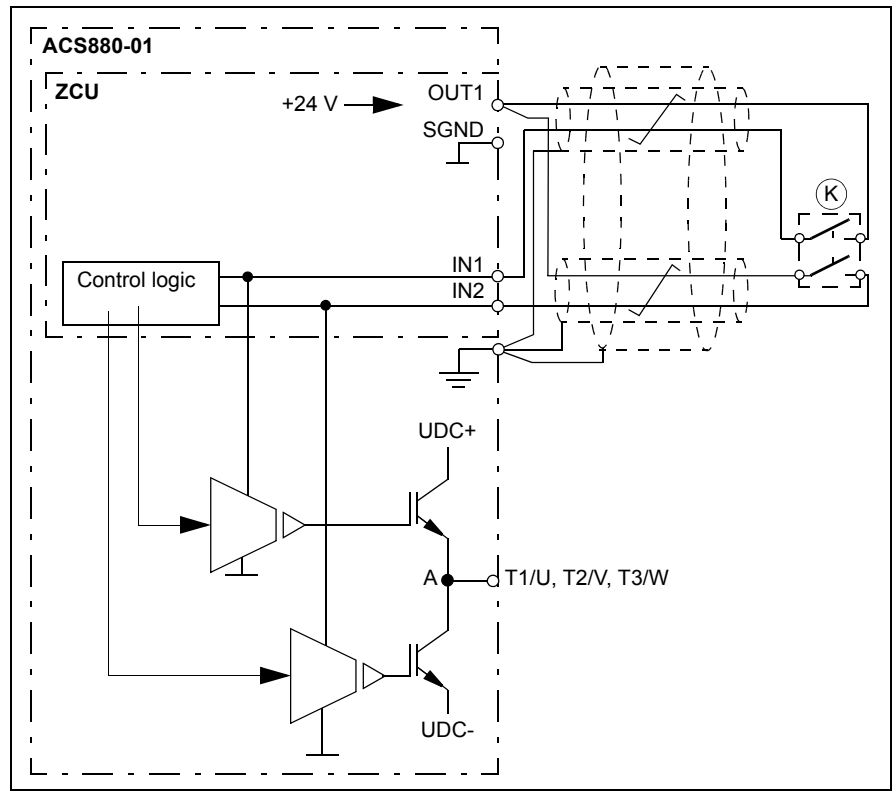 ACS880-01
ZCU
+24 V
OUT1
SGND
K
IN1
Control logic
IN2
UDC+
A
T1/U, T2/V, T3/W
UDC-